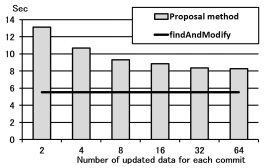 Sec
Proposal method
findAndModify
14
12
10
8
6
4
2
0
2 4 8 16 32 64
Number of updated data for each commit